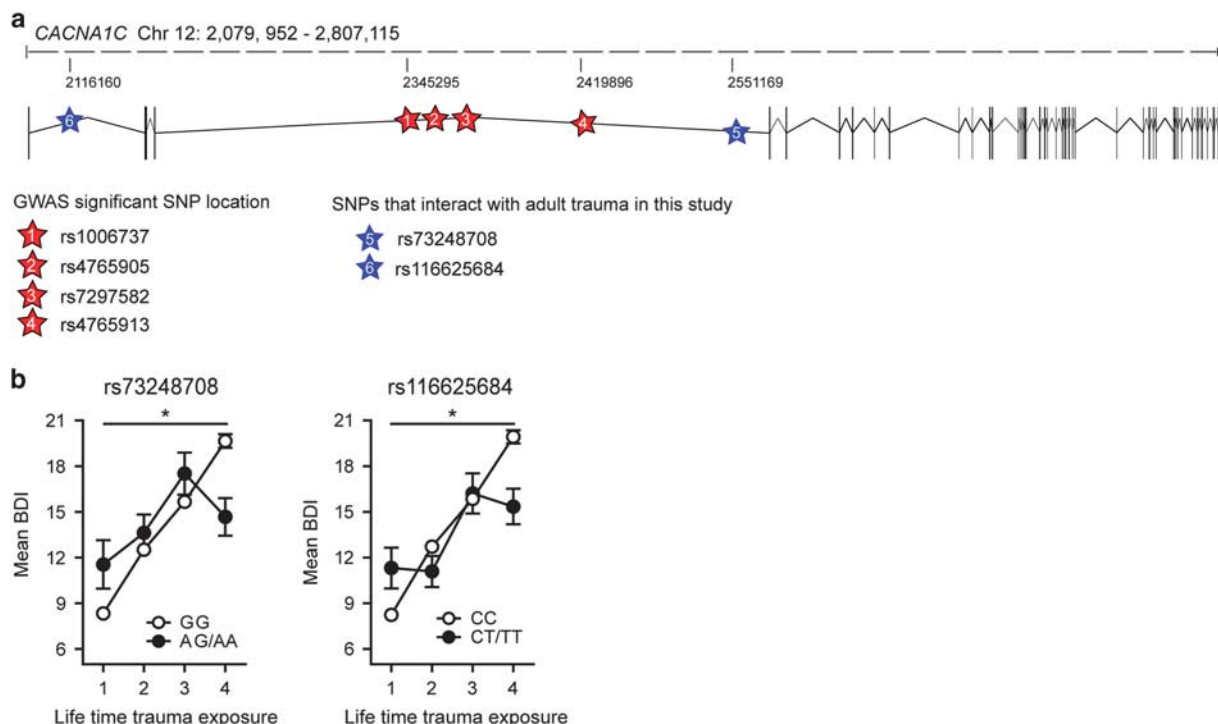 a
CACNA1C Chr 12: 2,079, 952 - 2,807,115
2116160 2345295 2419896 2551169
6 1 2 3 4 5
GWAS significant SNP location
1 rs1006737
2 rs4765905
3 rs7297582
4 rs4765913
SNPs that interact with adult trauma in this study
5 rs73248708
6 rs116625684
b
rs73248708
*
21
18
15
12
9
6
Mean BDI
GG
AG/AA
1 2 3 4
Life time trauma exposure
rs116625684
*
21
18
15
12
9
6
Mean BDI
CC
CT/TT
1 2 3 4
Life time trauma exposure